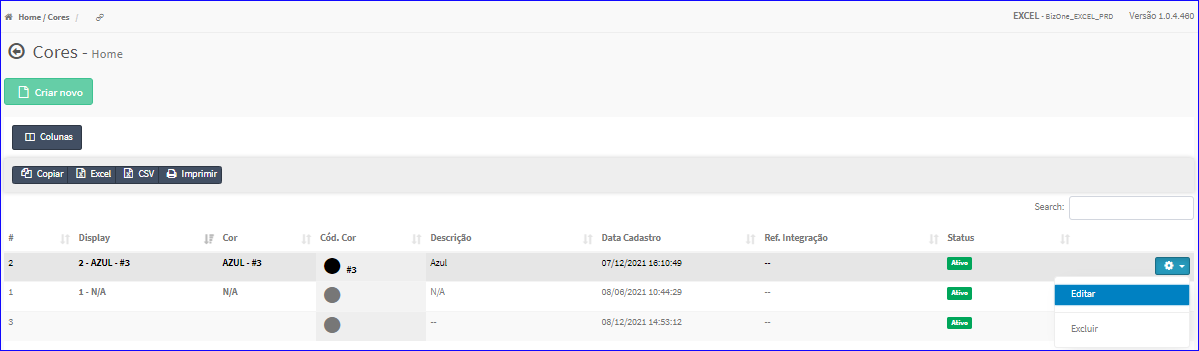 Home / Cores /
EXCEL - BizOne_EXCEL_PRD Versão 1.0.4.460
Cores - Home
Criar novo
Colunas
Copiar Excel CSV Imprimir
Search:
# Display Cor Cód. Cor Descrição Data Cadastro Ref. Integração Status
2 2 - AZUL - #3 AZUL - #3 #3 Azul 07/12/2021 16:10:49 -- Ativo
1 1 - N/A N/A N/A 08/06/2021 10:44:29 -- Ativo
Editar
3 -- 08/12/2021 14:53:12 -- Ativo
Excluir